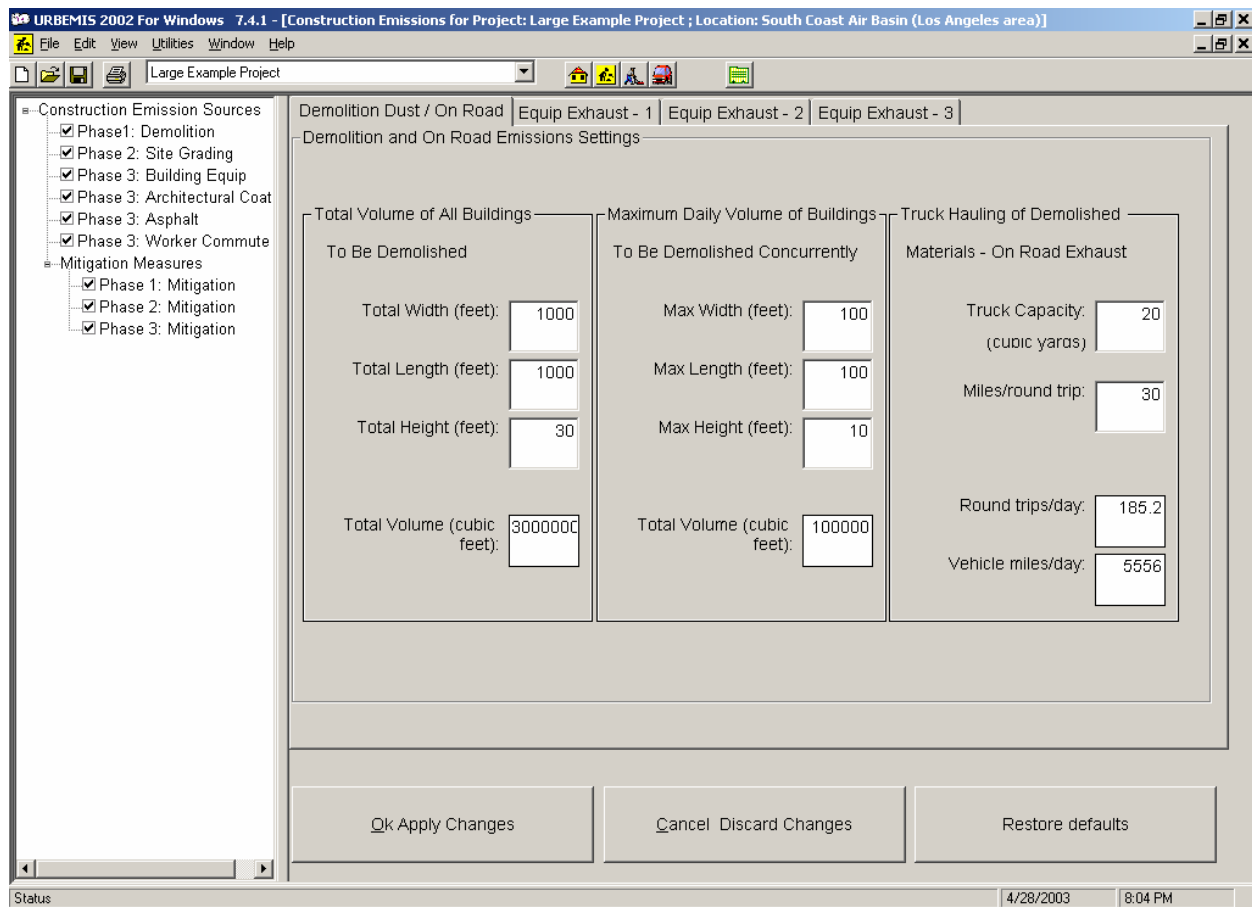 URBEMIS 2002 For Windows 7.4.1 - [Construction Emissions for Project: Large Example Project ; Location: South Coast Air Basin (Los Angeles area)]
File Edit View Utilities Window Help
Large Example Project
Construction Emission Sources
Phase1: Demolition
Phase 2: Site Grading
Phase 3: Building Equip
Phase 3: Architectural Coat
Phase 3: Asphalt
Phase 3: Worker Commute
Mitigation Measures
Phase 1: Mitigation
Phase 2: Mitigation
Phase 3: Mitigation
Demolition Dust / On Road Equip Exhaust - 1 Equip Exhaust - 2 Equip Exhaust - 3
Demolition and On Road Emissions Settings
Total Volume of All Buildings
To Be Demolished
Total Width (feet): 1000
Total Length (feet): 1000
Total Height (feet): 30
Total Volume (cubic 3000000
feet):
Maximum Daily Volume of Buildings
To Be Demolished Concurrently
Max Width (feet): 100
Max Length (feet): 100
Max Height (feet): 10
Total Volume (cubic 100000
feet):
Truck Hauling of Demolished
Materials - On Road Exhaust
Truck Capacity: 20
(cubic yards)
Miles/round trip: 30
Round trips/day: 185.2
Vehicle miles/day: 5556
Ok Apply Changes
Cancel Discard Changes
Restore defaults
Status 4/28/2003 8:04 PM